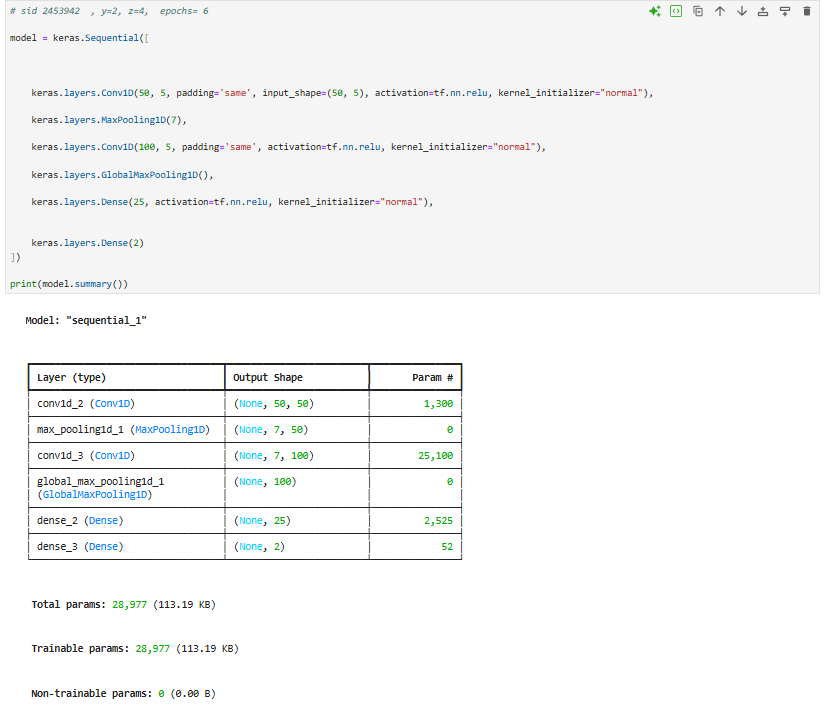 # sid 2453942 , y=2, z=4, epochs= 6
model = keras.Sequential([
keras.layers.Conv1D(50, 5, padding='same', input_shape=(50, 5), activation=tf.nn.relu, kernel_initializer="normal"),
keras.layers.MaxPooling1D(7),
keras.layers.Conv1D(100, 5, padding='same', activation=tf.nn.relu, kernel_initializer="normal"),
keras.layers.GlobalMaxPooling1D(),
keras.layers.Dense(25, activation=tf.nn.relu, kernel_initializer="normal"),
keras.layers.Dense(2)
])
print(model.summary())
Model: "sequential_1"
Layer (type) Output Shape Param #
conv1d_2 (Conv1D) (None, 50, 50) 1,300
max_pooling1d_1 (MaxPooling1D) (None, 7, 50) 0
conv1d_3 (Conv1D) (None, 7, 100) 25,100
global_max_pooling1d_1 (None, 100) 0
(GlobalMaxPooling1D)
dense_2 (Dense) (None, 25) 2,525
dense_3 (Dense) (None, 2) 52
Total params: 28,977 (113.19 KB)
Trainable params: 28,977 (113.19 KB)
Non-trainable params: 0 (0.00 B)